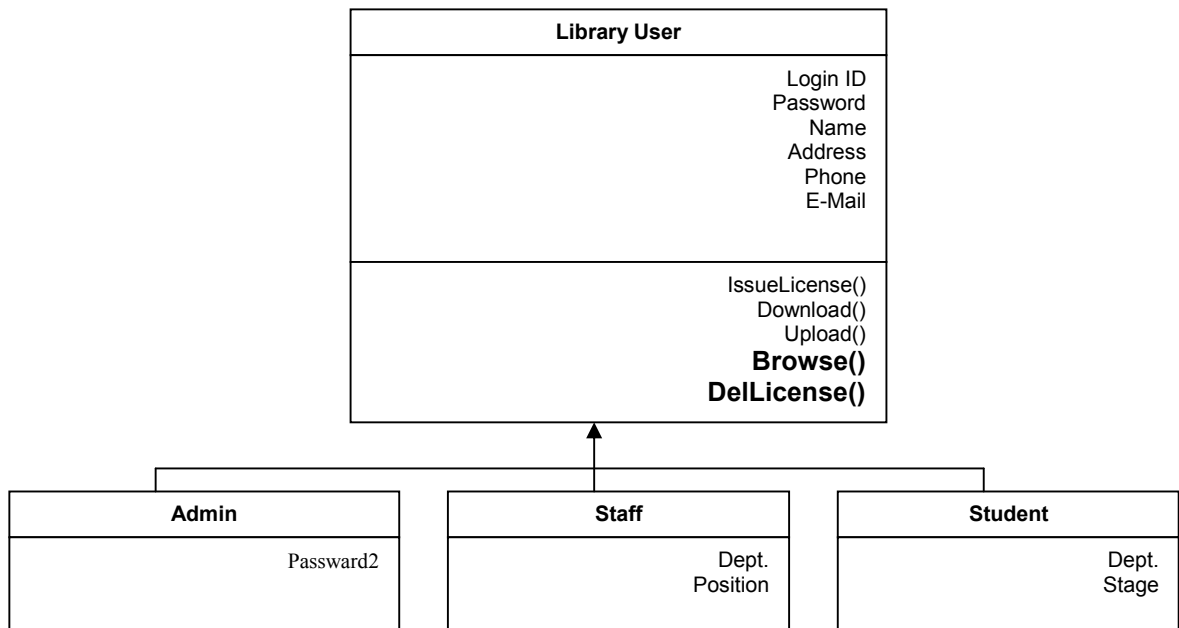 Library User
Login ID
Password
Name
Address
Phone
E-Mail
IssueLicense()
Download()
Upload()
Browse()
DelLicense()
Admin
Passward2
Staff
Dept.
Position
Student
Dept.
Stage